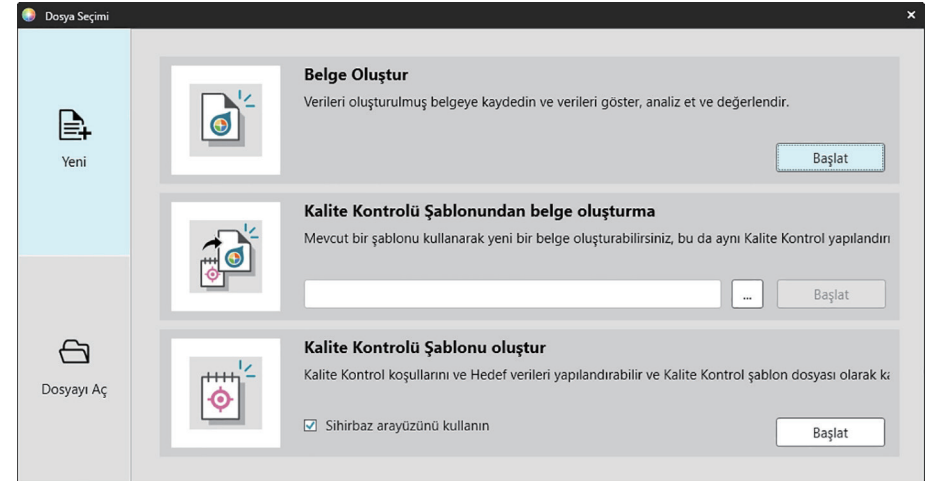 Dosya Seçimi
Yeni
Dosyayı Aç
Belge Oluştur
Verileri oluşturulmuş belgeye kaydedin ve verileri göster, analiz et ve değerlendir.
Başlat
Kalite Kontrolü Şablonundan belge oluşturma
Mevcut bir şablonu kullanarak yeni bir belge oluşturabilirsiniz, bu da aynı Kalite Kontrol
...
Başlat
Kalite Kontrolü Şablonu oluştur
Kalite Kontrol koşullarını ve Hedef verileri yapılandırabilir ve Kalite Kontrol şablon dosyası olarak
Sihirbaz arayüzünü kullanın
Başlat